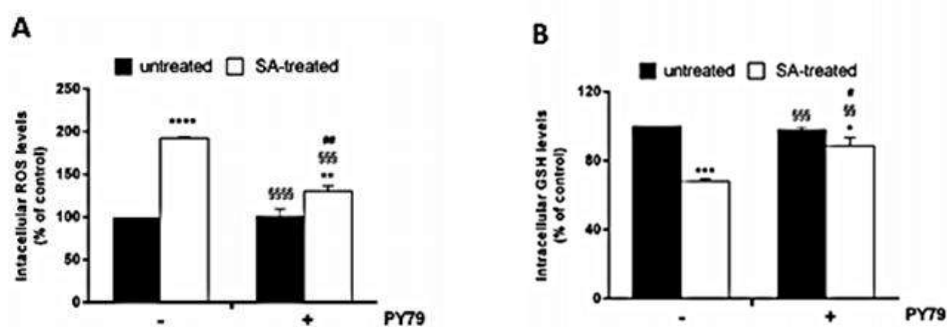 A
untreated SA-treated
Intacellular ROS levels
(% of control)
250
200
150
100
50
0
****
§§§§
##
§§§
**
- + PY79
B
untreated SA-treated
Intracellular GSH levels
(% of control)
120
80
40
0
***
§§§
#
§§
*
- + PY79